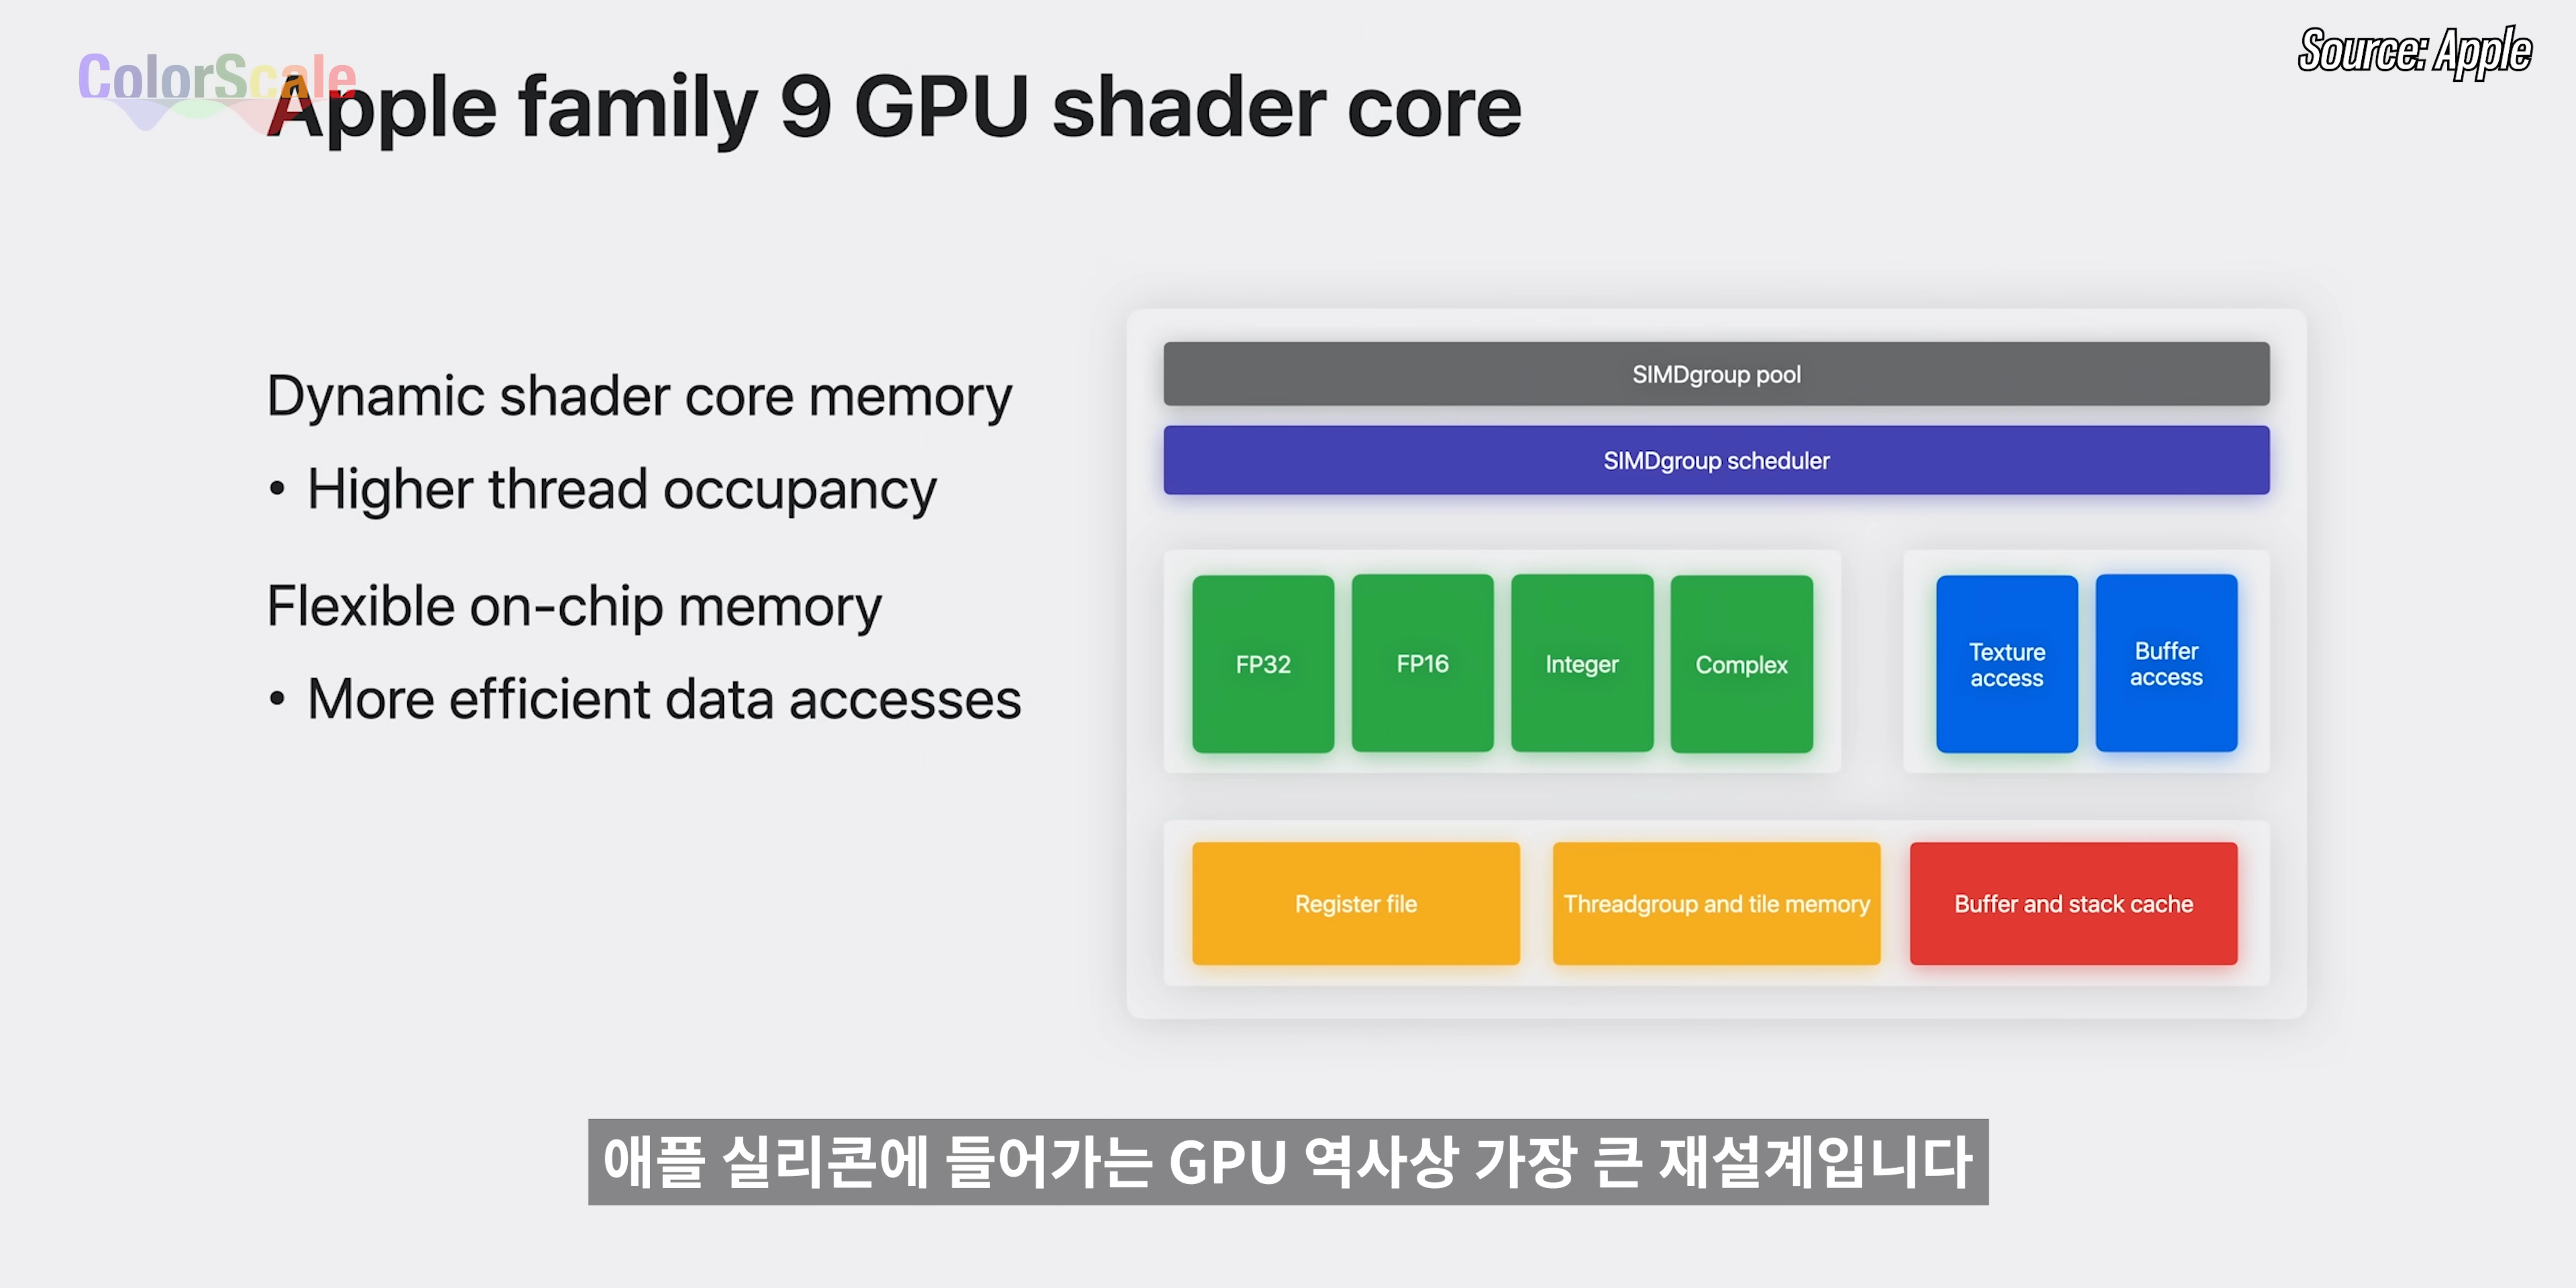 ColorScale
Source: Apple
Apple family 9 GPU shader core
Dynamic shader core memory
• Higher thread occupancy
Flexible on-chip memory
• More efficient data accesses
SIMDgroup pool
SIMDgroup scheduler
FP32
FP16
Integer
Complex
Texture
access
Buffer
access
Register file
Threadgroup and tile memory
Buffer and stack cache
애플 실리콘에 들어가는 GPU 역사상 가장 큰 재설계입니다